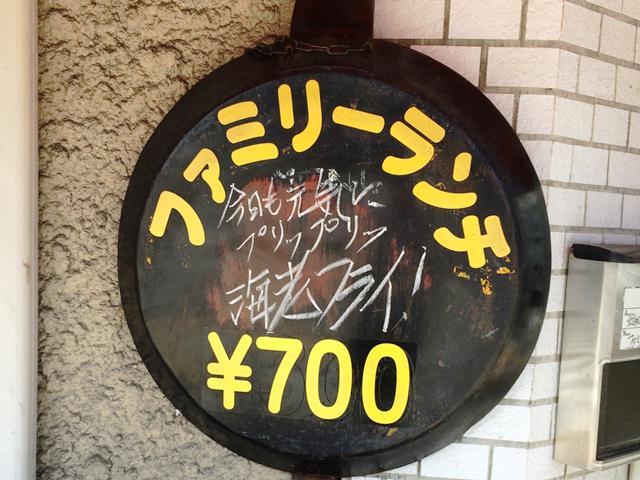 ファミリーランチ
今日も元気に
プリップリッ
海老フライ!
¥700